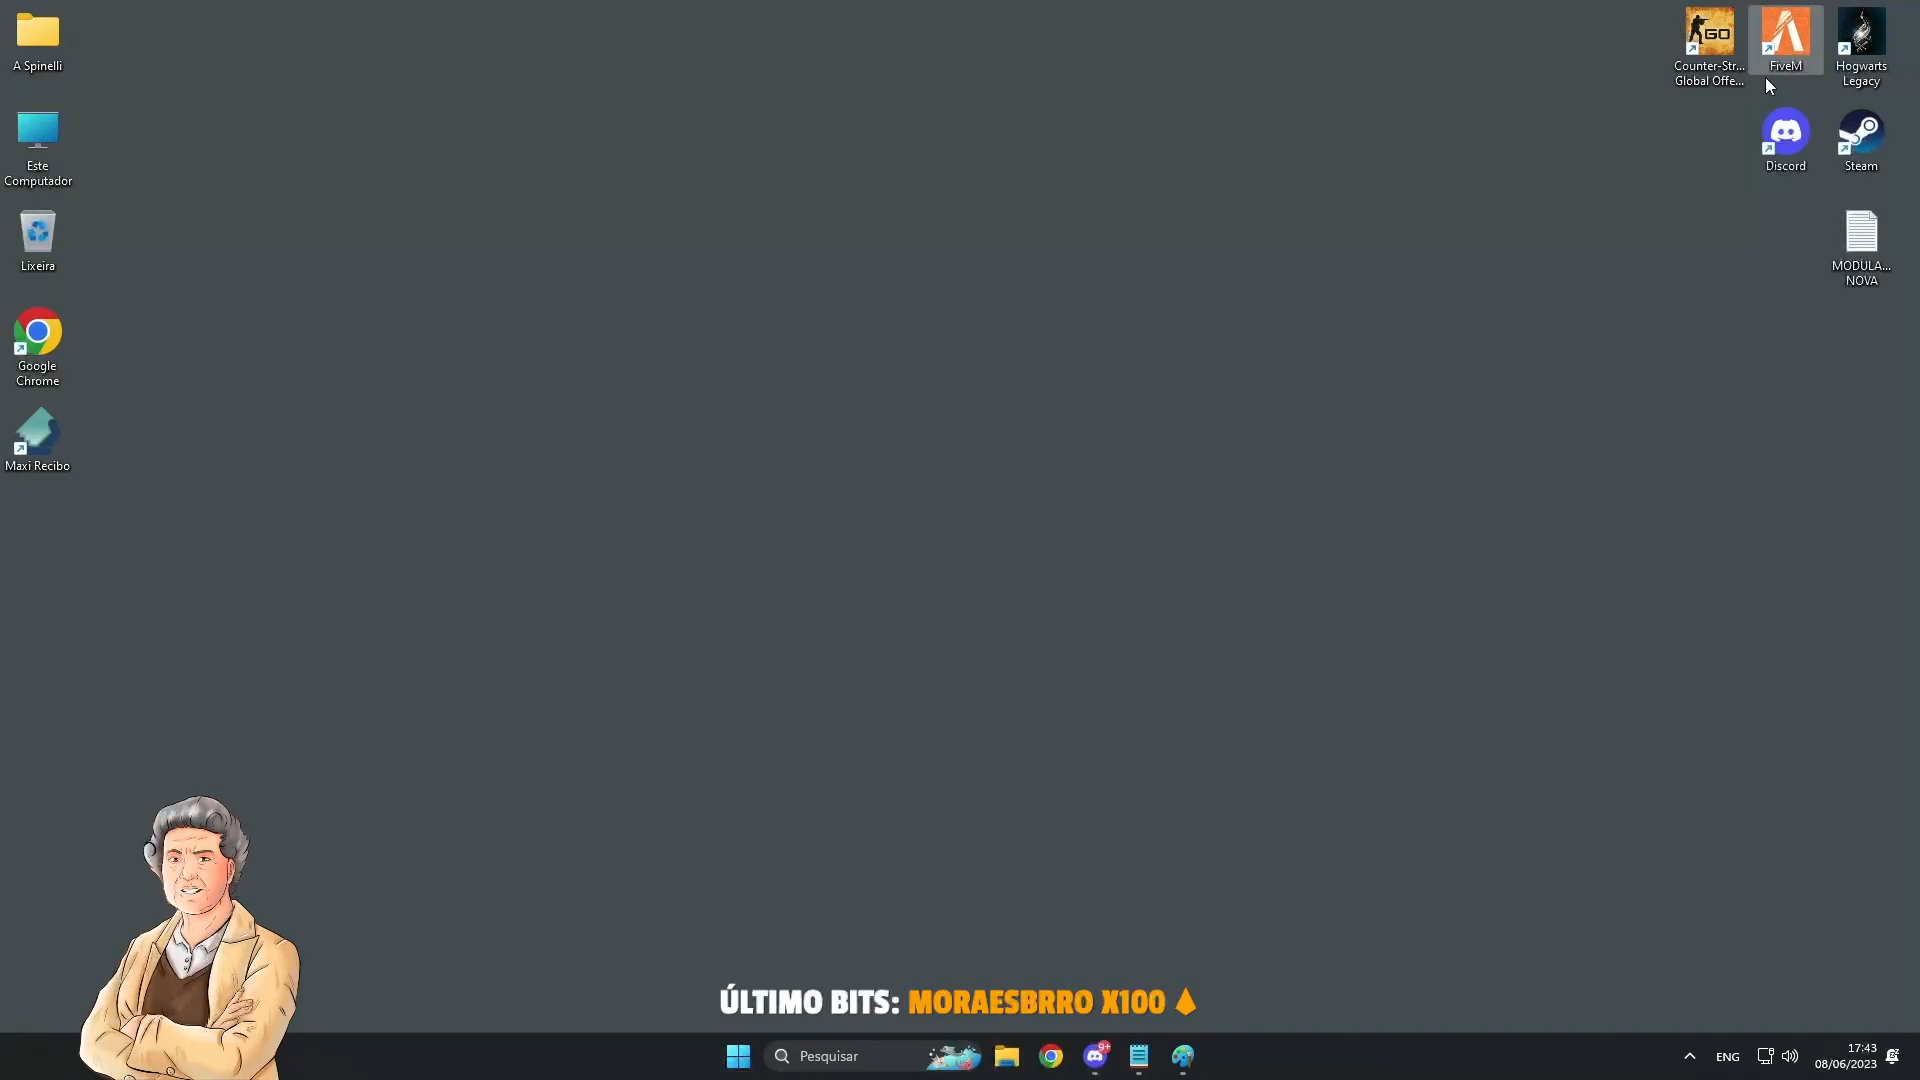 A Spinelli
Este
Computador
Lixeira
Google
Chrome
Maxi Recibo
GO
Counter-Str...
Global Offe...
FiveM
Hogwarts
Legacy
Discord
Steam
MODULA...
NOVA
ÚLTIMO BITS: MORAESBRRO X100
Pesquisar
9+
ENG
17:43
08/06/2023